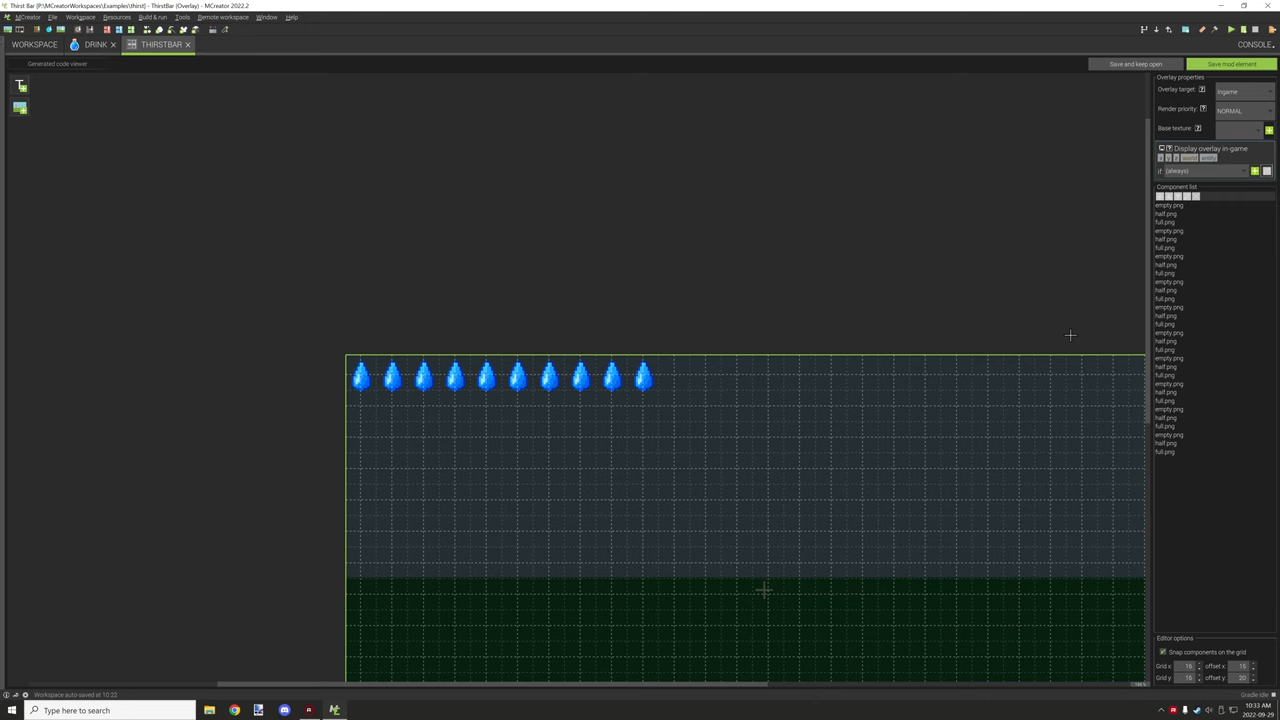 Thirst Bar [P:\MCreatorWorkspaces\Examples\thirst] - ThirstBar (Overlay) - MCreator 2022.2
MCreator File Workspace Resources Build & run Tools Remote workspace Window Help
WORKSPACE DRINK THIRSTBAR CONSOLE
Generated code viewer Save and keep open Save mod element
Overlay properties
Overlay target: Ingame
Render priority: NORMAL
Base texture:
Display overlay in-game
x y z world entity
if: (always)
Component list
empty.png
half.png
full.png
empty.png
half.png
full.png
empty.png
half.png
full.png
empty.png
half.png
full.png
empty.png
half.png
full.png
empty.png
half.png
full.png
empty.png
half.png
full.png
empty.png
half.png
full.png
empty.png
half.png
full.png
empty.png
half.png
full.png
Editor options
Snap components on the grid
Grid x: 16 offset x: 15
Grid y: 16 offset y: 20
Workspace auto-saved at 10:22 Gradle idle
Type here to search
10:33 AM
2022-09-29